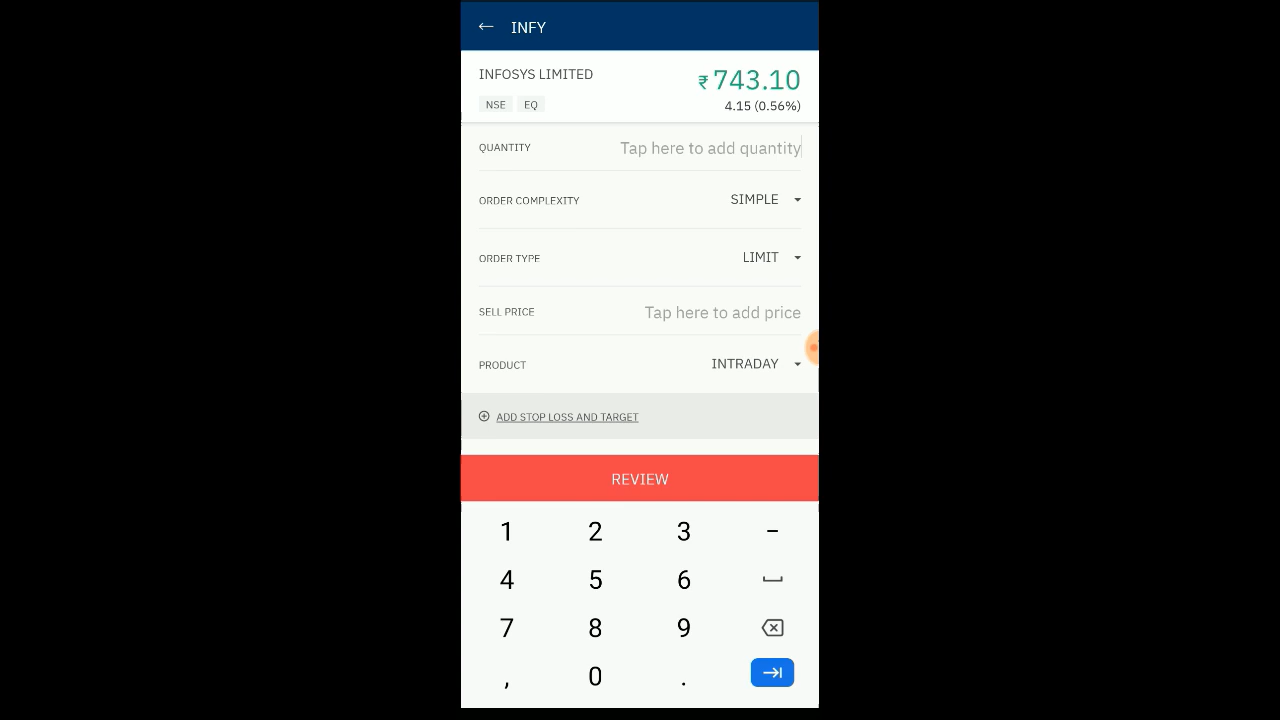 ← INFY
INFOSYS LIMITED ₹743.10
NSE EQ 4.15 (0.56%)
QUANTITY Tap here to add quantity
ORDER COMPLEXITY SIMPLE
ORDER TYPE LIMIT
SELL PRICE Tap here to add price
PRODUCT INTRADAY
ADD STOP LOSS AND TARGET
REVIEW
1 2 3 -
4 5 6
7 8 9
, 0 .